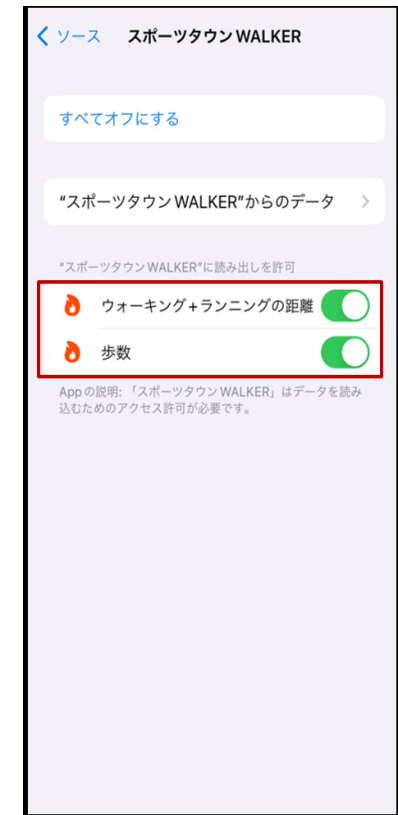 ソース スポーツタウン WALKER
すべてオフにする
“スポーツタウン WALKER”からのデータ
“スポーツタウン WALKER”に読み出しを許可
ウォーキング+ランニングの距離
歩数
Appの説明: 「スポーツタウン WALKER」はデータを読み
込むためのアクセス許可が必要です。